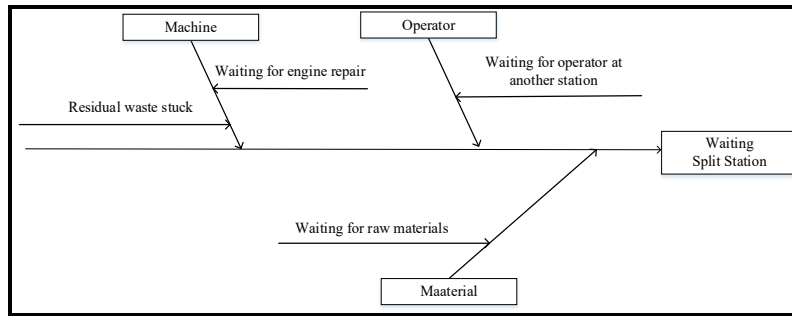 Machine
Operator
Waiting for engine repair
Waiting for operator at
another station
Residual waste stuck
Waiting
Split Station
Waiting for raw materials
Maaterial